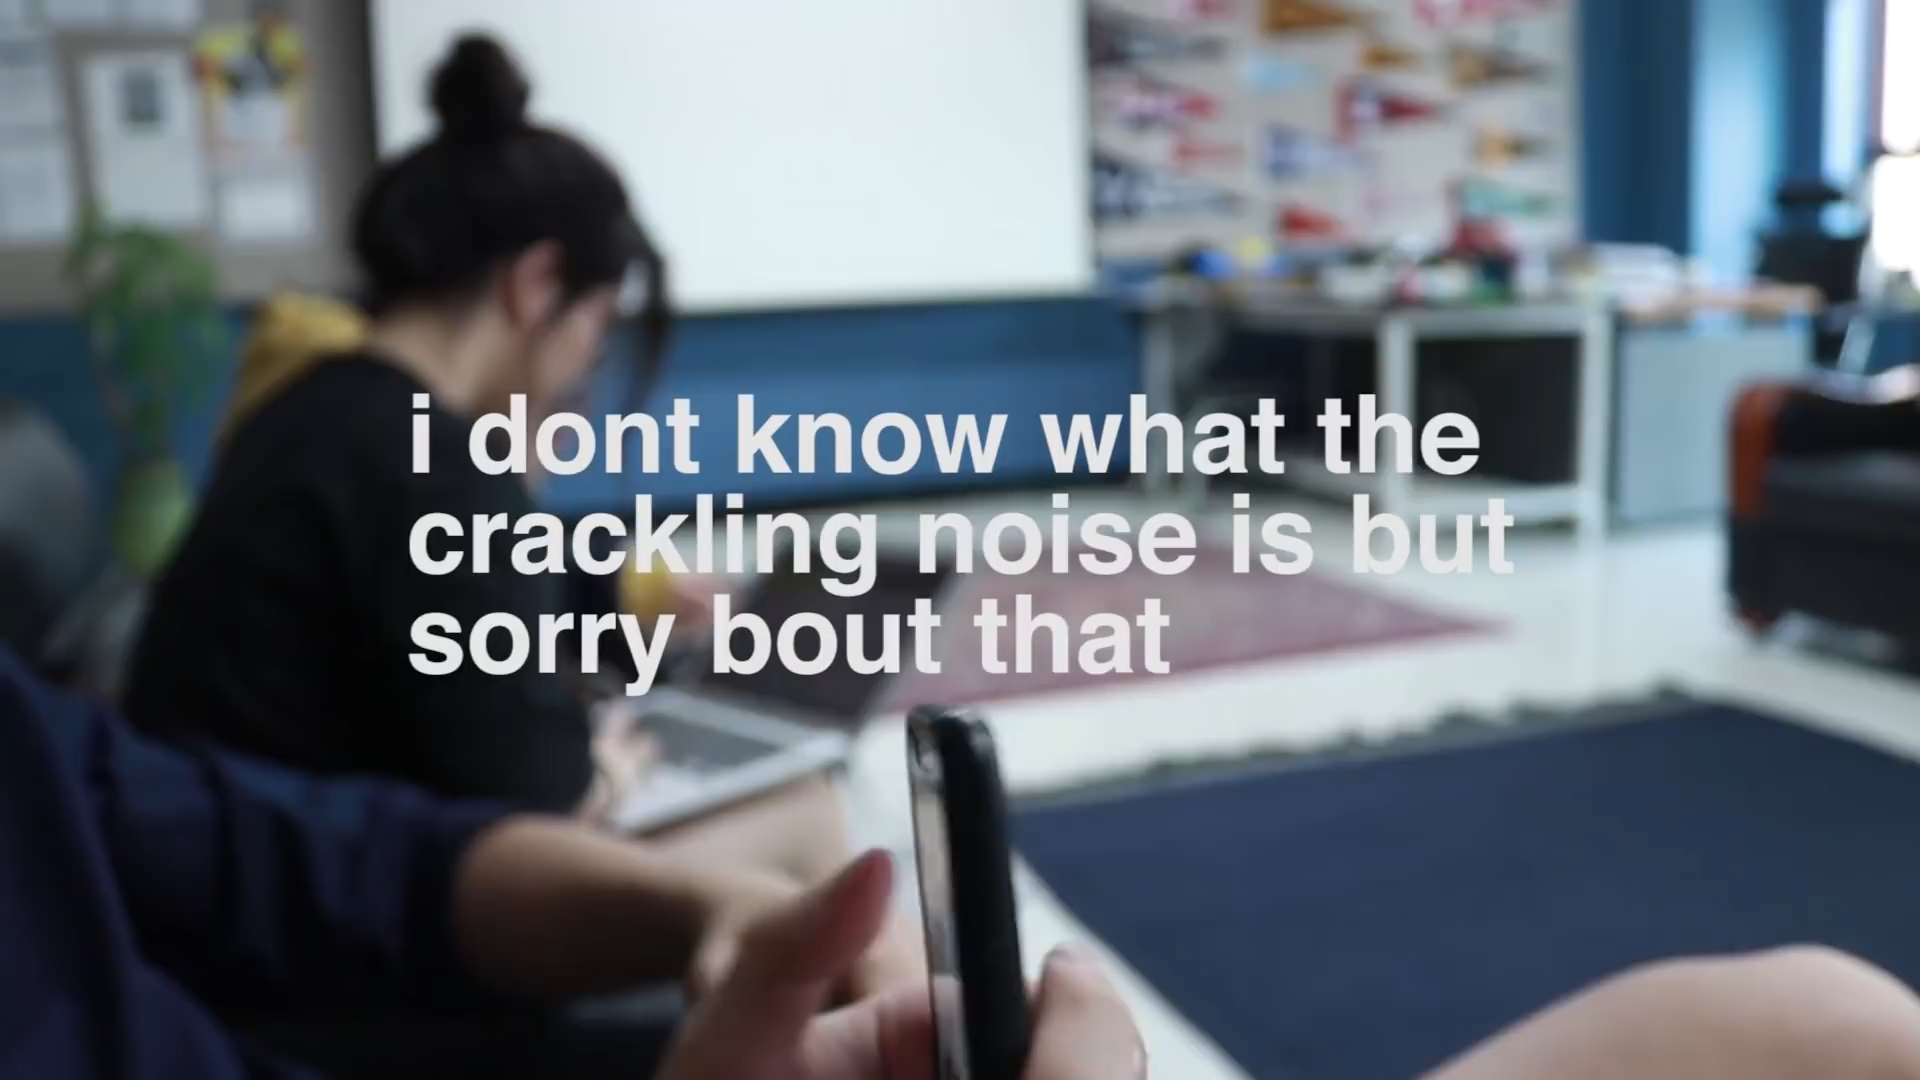 i dont know what the
crackling noise is but
sorry bout that